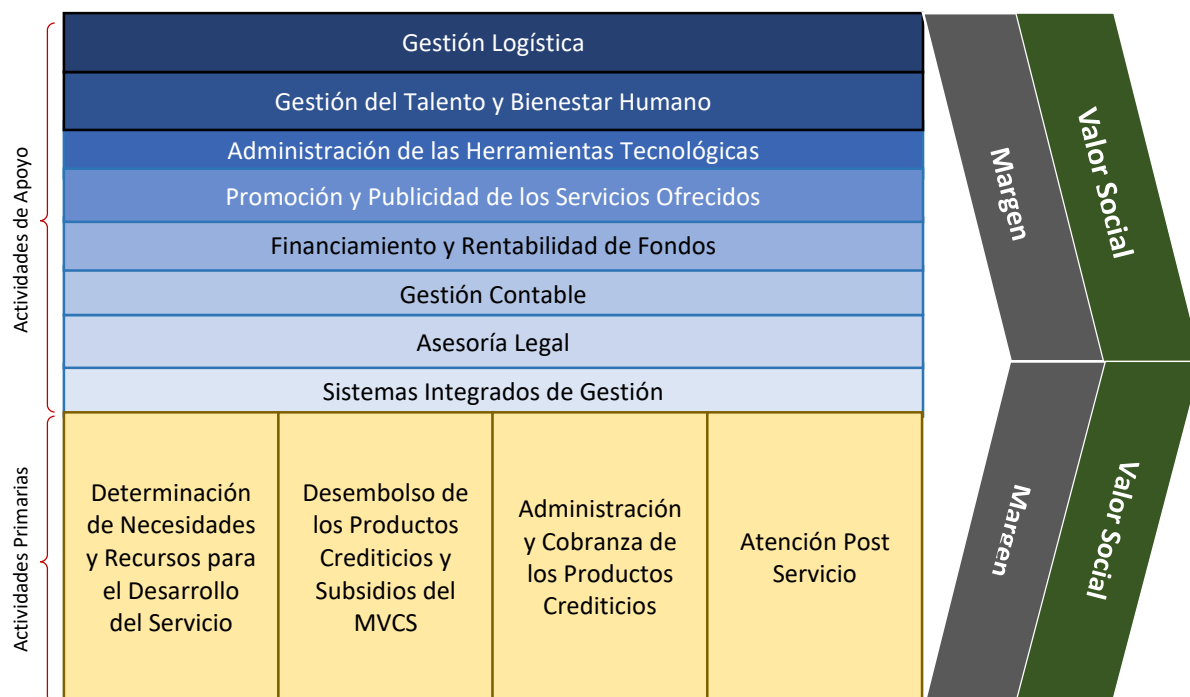 Gestión Logística
Gestión del Talento y Bienestar Humano
Administración de las Herramientas Tecnológicas
Promoción y Publicidad de los Servicios Ofrecidos
Financiamiento y Rentabilidad de Fondos
Gestión Contable
Asesoría Legal
Sistemas Integrados de Gestión
Actividades de Apoyo
Margen
Valor Social
Actividades Primarias
Determinación
de Necesidades
y Recursos para
el Desarrollo
del Servicio
Desembolso de
los Productos
Crediticios y
Subsidios del
MVCS
Administración
y Cobranza de
los Productos
Crediticios
Atención Post
Servicio
Margen
Valor Social